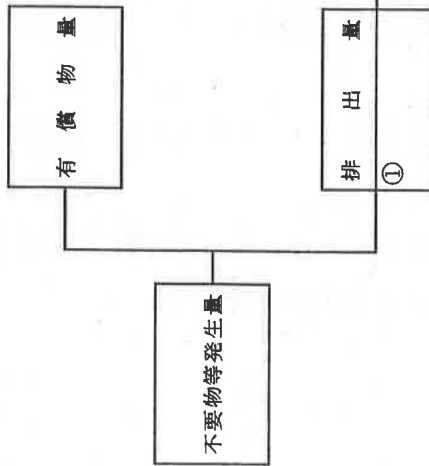 有償物量
排出量
①
不要物等発生量